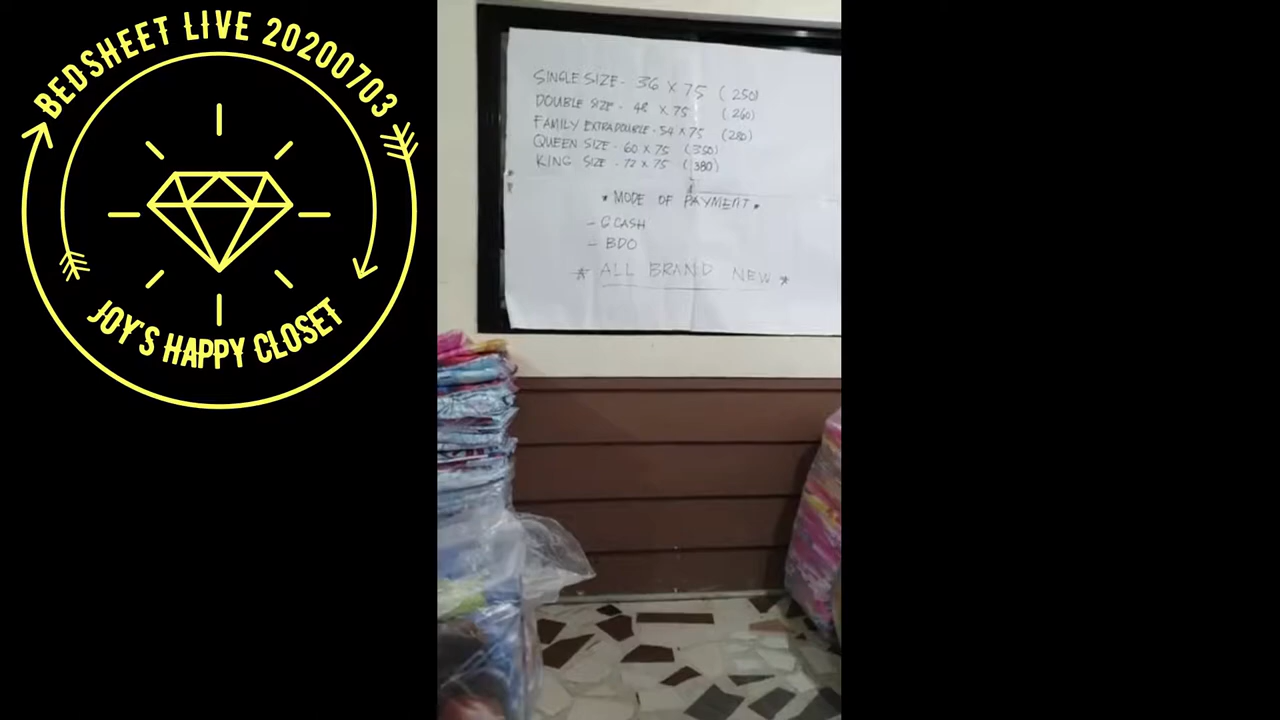 BEDSHEET LIVE 20200703
JOY'S HAPPY CLOSET
SINGLE SIZE - 36 X 75 (250)
DOUBLE SIZE - 48 X 75 (260)
FAMILY EXTRA DOUBLE - 54 X 75 (280)
QUEEN SIZE - 60 X 75 (350)
KING SIZE - 72 X 75 (380)
* MODE OF PAYMENT *
- GCASH
- BDO
* ALL BRAND NEW *